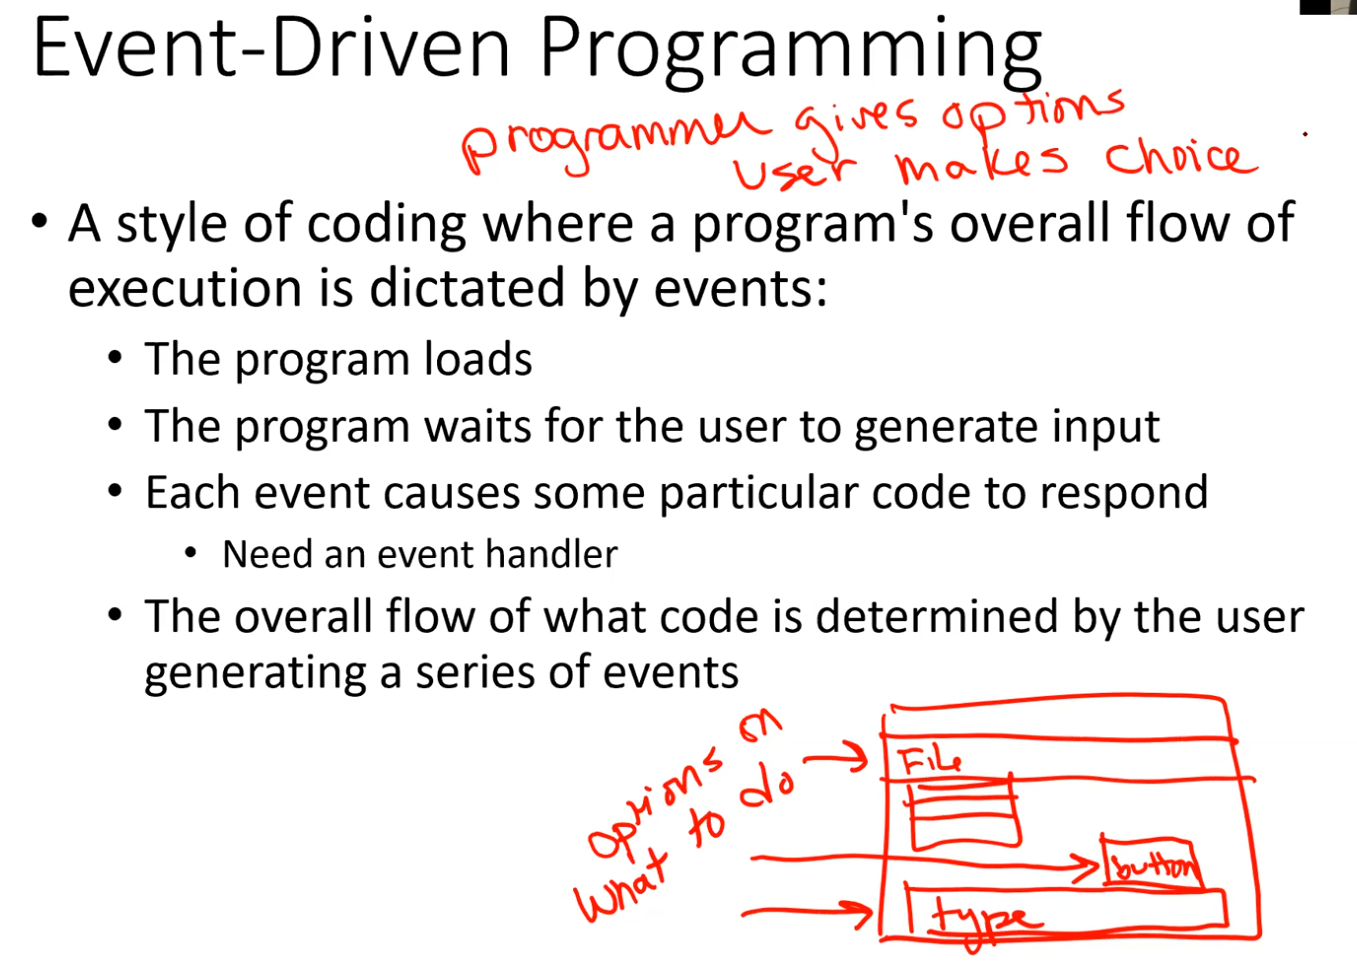 Event-Driven Programming
programmer gives options
user makes choice
• A style of coding where a program's overall flow of
execution is dictated by events:
• The program loads
• The program waits for the user to generate input
• Each event causes some particular code to respond
• Need an event handler
• The overall flow of what code is determined by the user
generating a series of events
options on
what to do
File
button
type